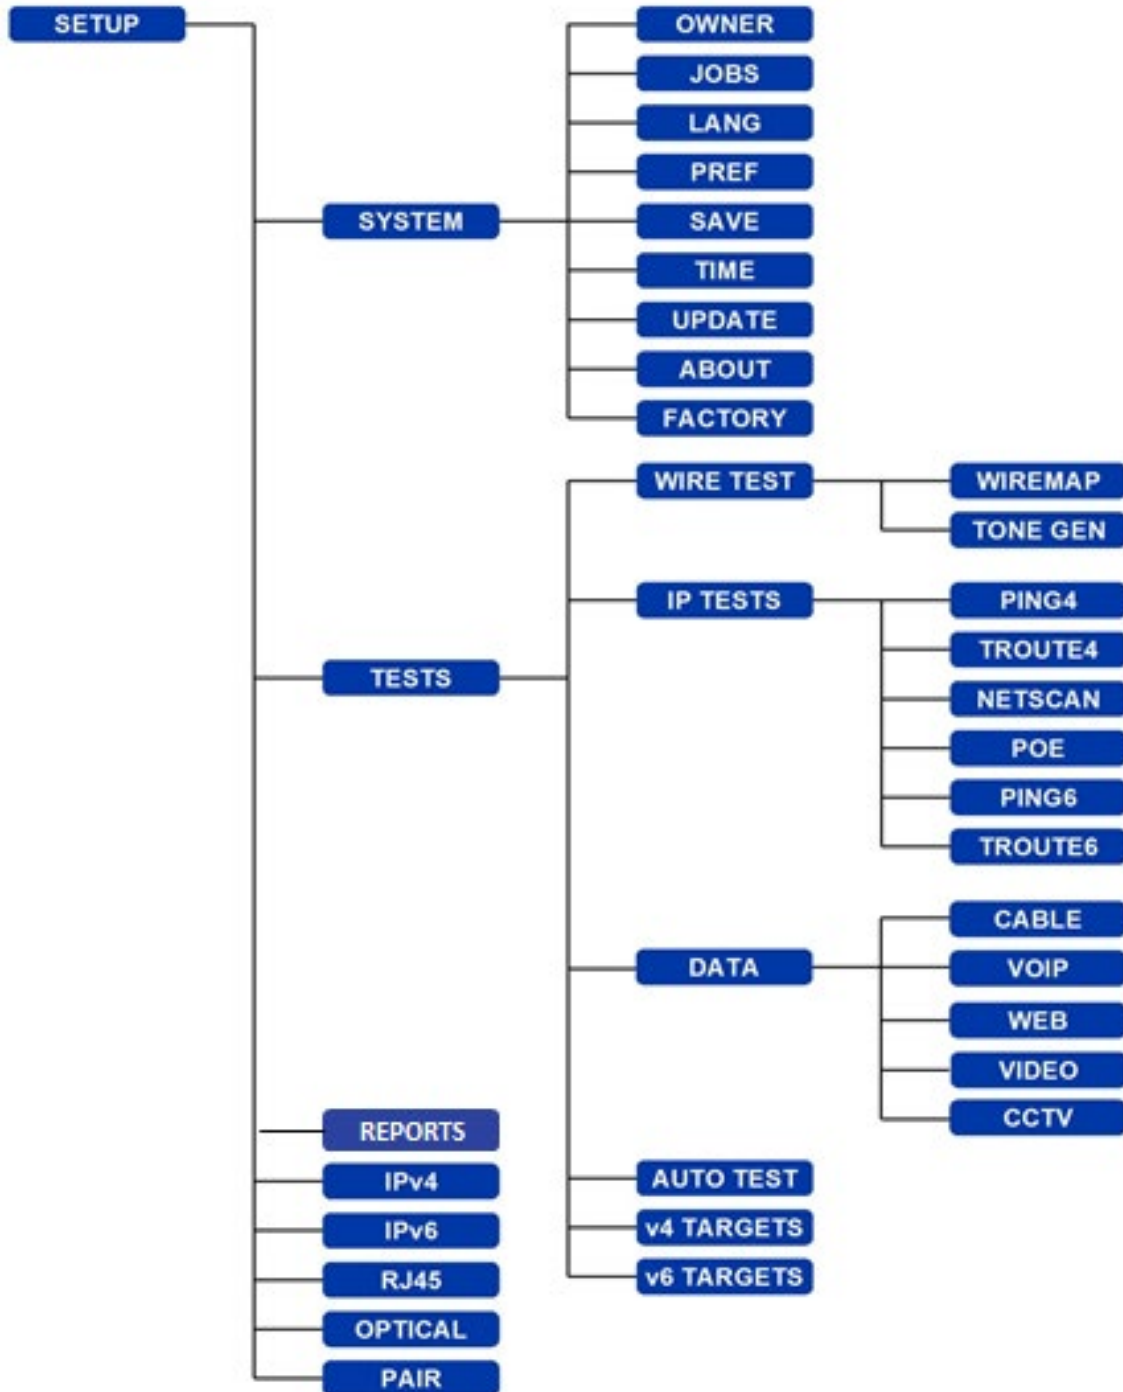 SETUP
SYSTEM
OWNER
JOBS
LANG
PREF
SAVE
TIME
UPDATE
ABOUT
FACTORY
TESTS
WIRE TEST
WIREMAP
TONE GEN
IP TESTS
PING4
TROUTE4
NETSCAN
POE
PING6
TROUTE6
DATA
CABLE
VOIP
WEB
VIDEO
CCTV
AUTO TEST
v4 TARGETS
v6 TARGETS
REPORTS
IPv4
IPv6
RJ45
OPTICAL
PAIR